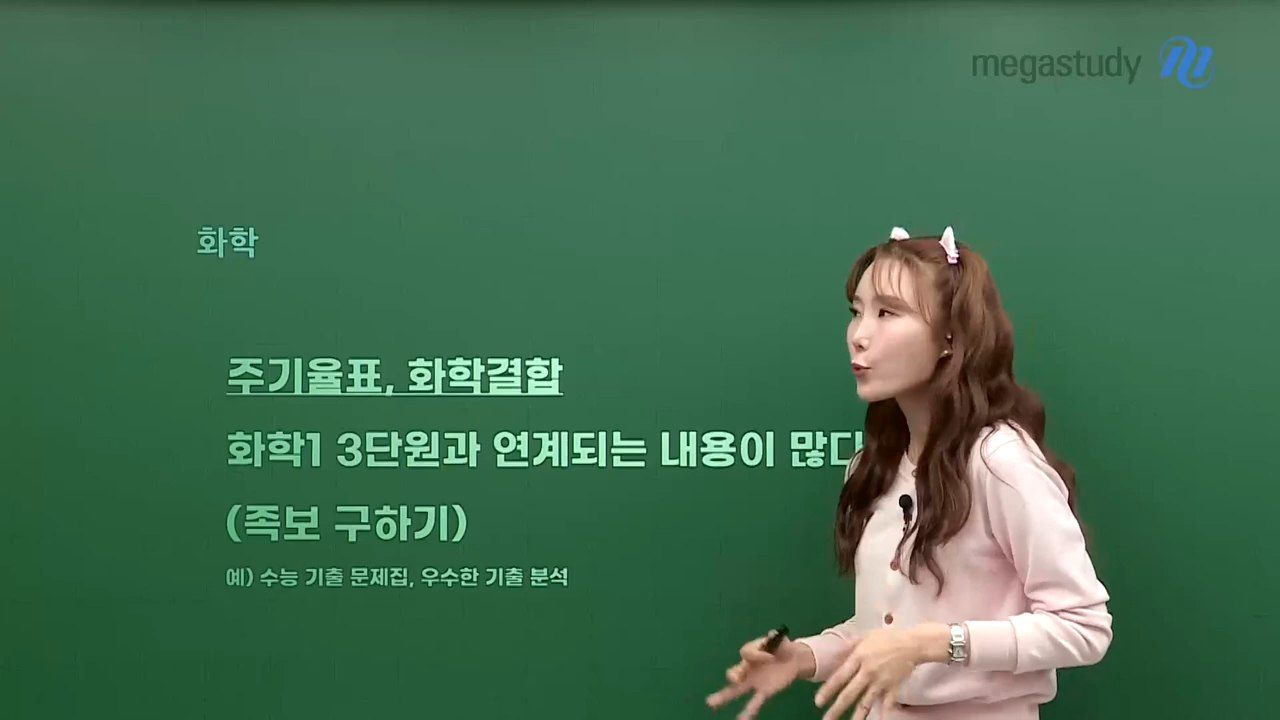 megastudy
화학
주기율표, 화학결합
화학1 3단원과 연계되는 내용이 많다
(족보 구하기)
예) 수능 기출 문제집, 우수한 기출 분석